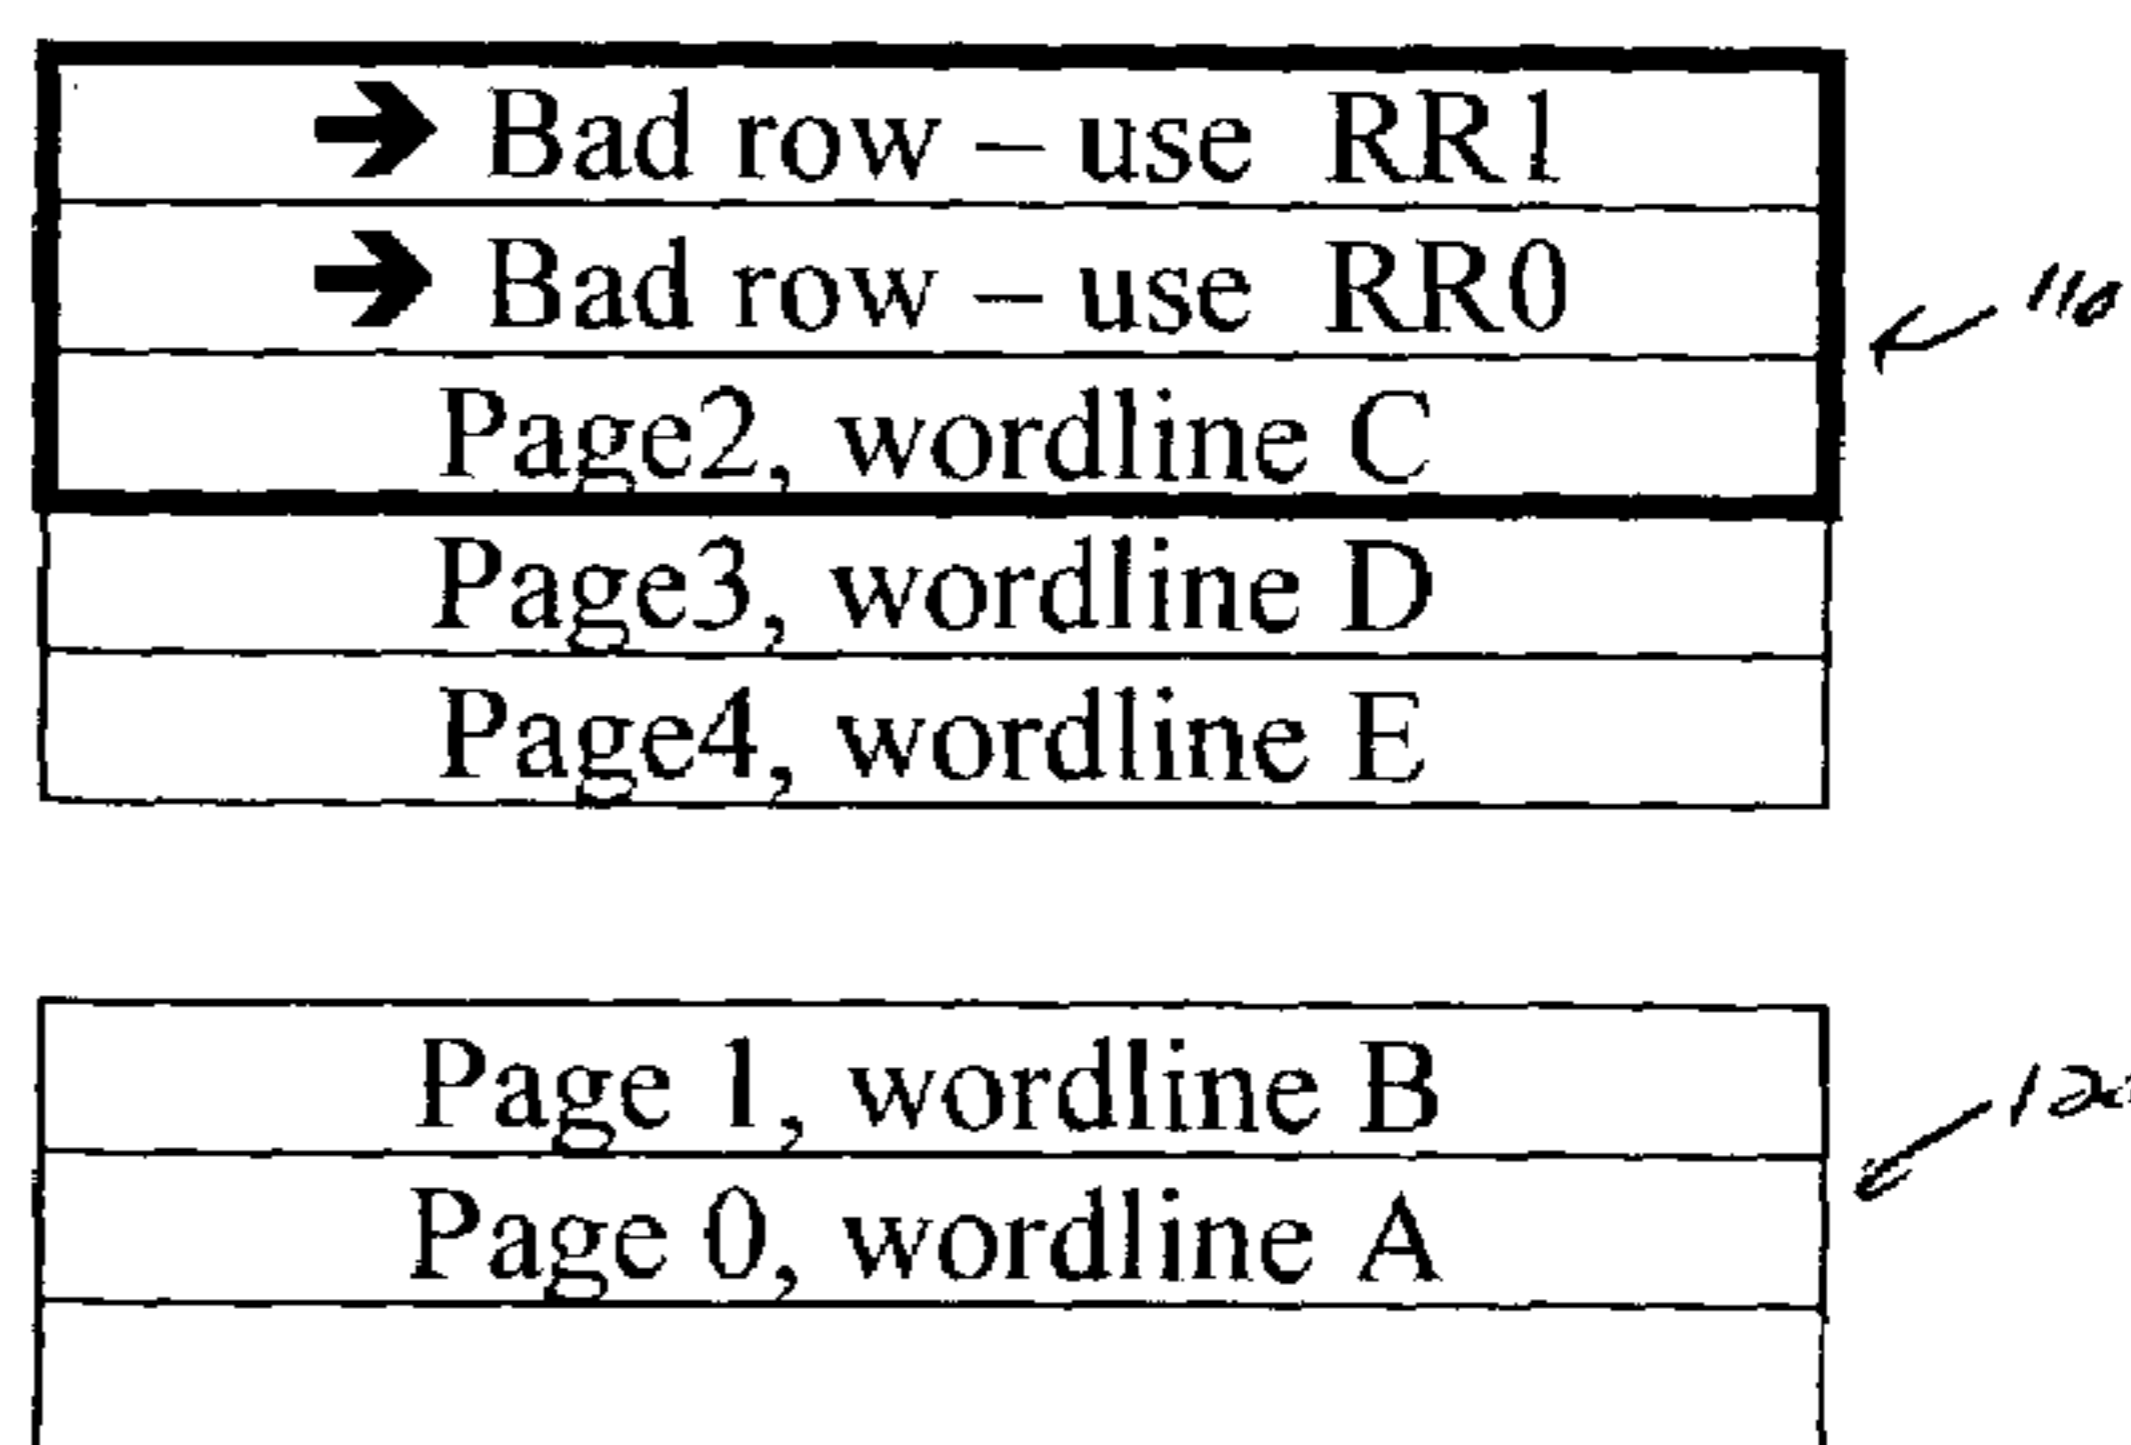 ➔ Bad row – use RR1
➔ Bad row – use RR0
110
Page2, wordline C
Page3, wordline D
Page4, wordline E
Page 1, wordline B
Page 0, wordline A